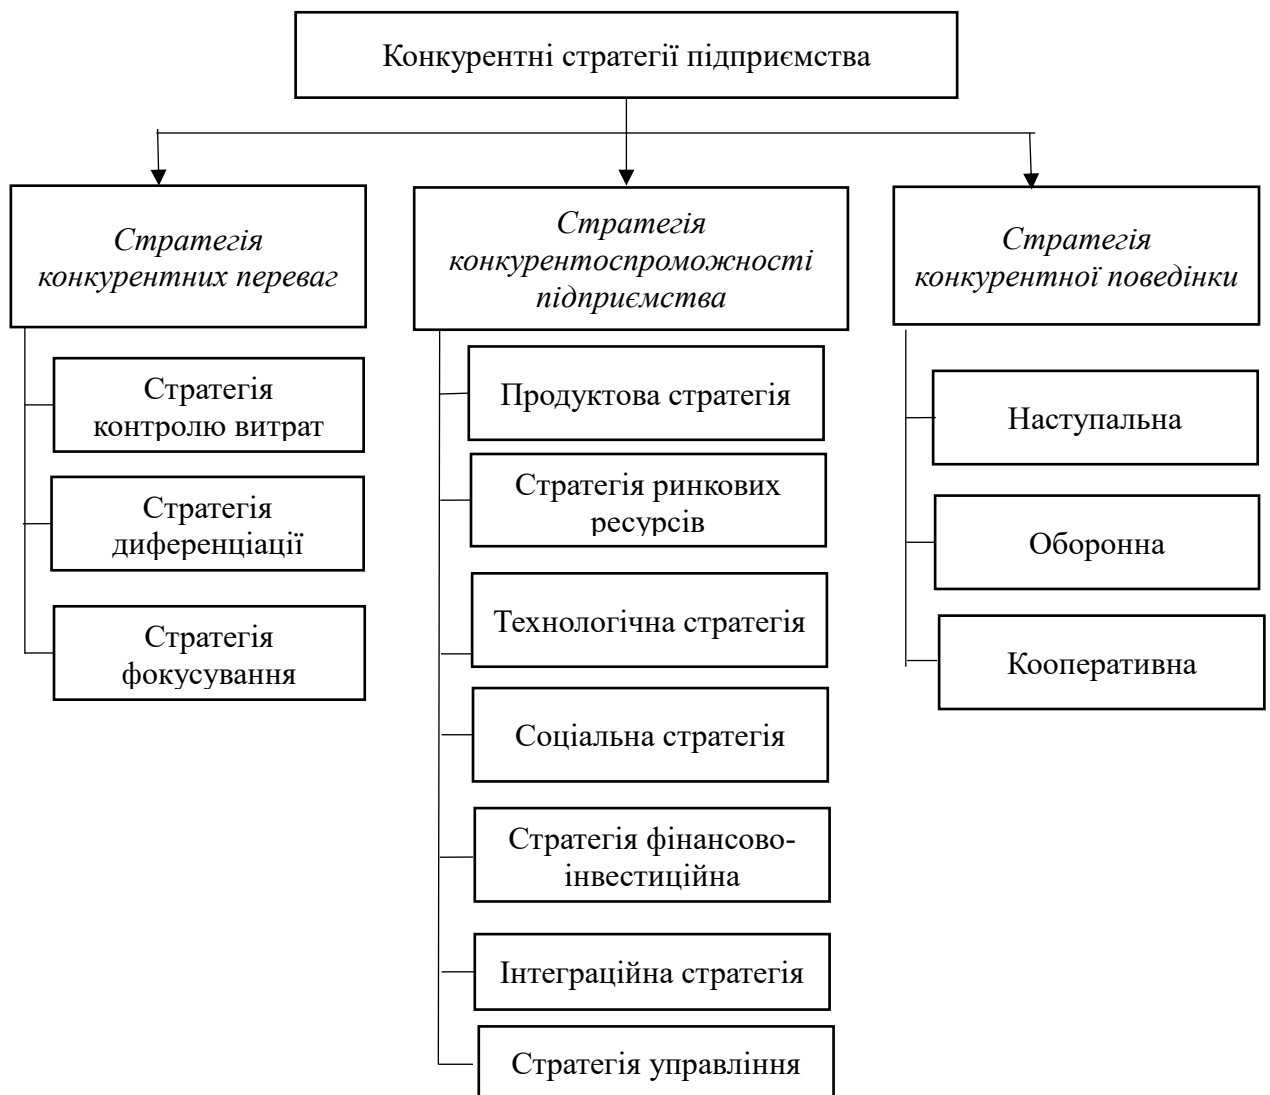 Конкурентні стратегії підприємства
Стратегія
конкурентних переваг
Стратегія
контролю витрат
Стратегія
диференціації
Стратегія
фокусування
Стратегія
конкурентоспроможності
підприємства
Продуктова стратегія
Стратегія ринкових
ресурсів
Технологічна стратегія
Соціальна стратегія
Стратегія фінансово-
інвестиційна
Інтеграційна стратегія
Стратегія управління
Стратегія
конкурентної поведінки
Наступальна
Оборонна
Кооперативна